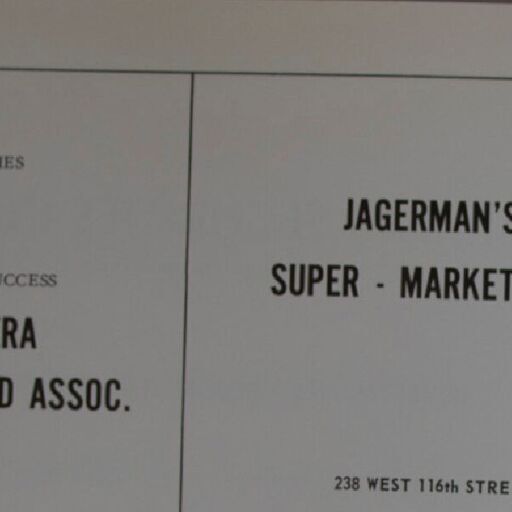 IES
UCCESS
RA
D ASSOC.
JAGERMAN'S
SUPER - MARKET
238 WEST 116th STRE